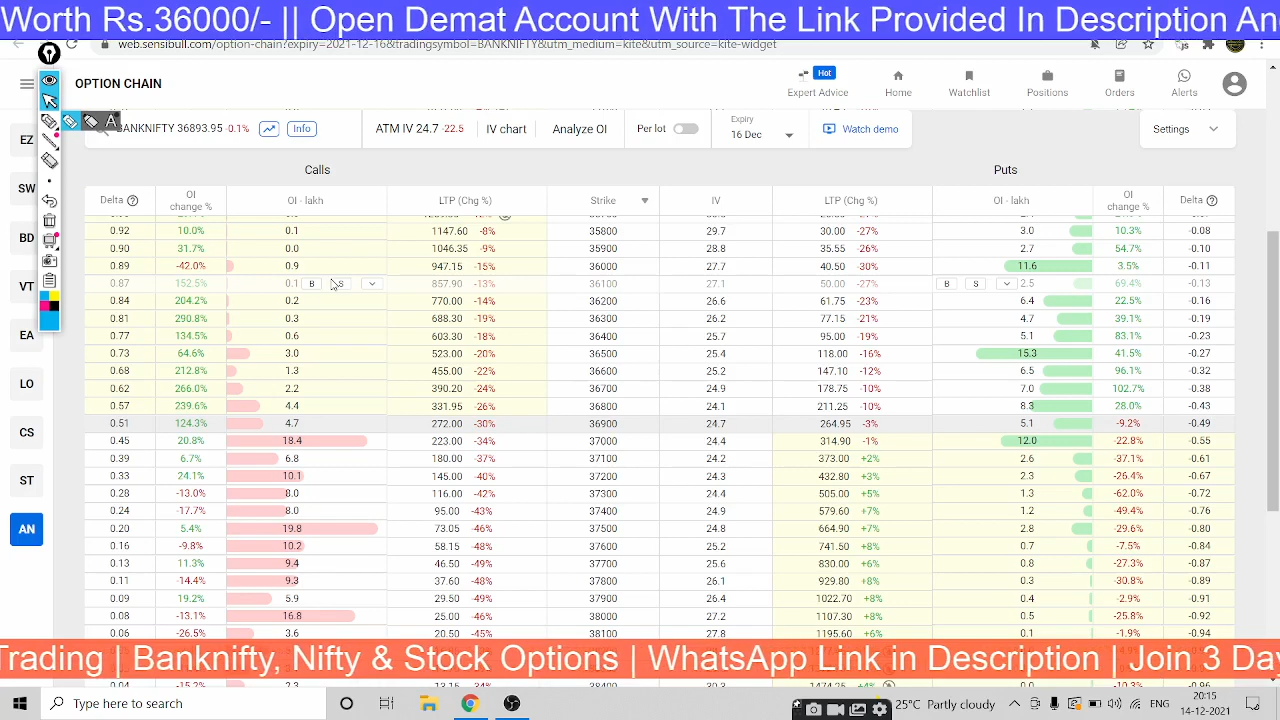 Worth Rs.36000/- || Open Demat Account With The Link Provided In Description An
web.sensibull.com/option-chain?expiry=2021-12-16&tradingsymbol=BANKNIFTY&utm_medium=kite&utm_source=kite-widget
OPTION CHAIN
Hot
Expert Advice Home Watchlist Positions Orders Alerts
BANKNIFTY 36893.95 -0.1% Info ATM IV 24.7 -22.5 IV chart Analyze OI Per lot Expiry 16 Dec Watch demo Settings
Calls Puts
Delta OI change % OI - lakh LTP (Chg %) Strike IV LTP (Chg %) OI - lakh OI change % Delta
0.92 10.0% 0.1 1147.60 -8% 35800 29.7 30.00 -27% 3.0 10.3% -0.08
0.90 31.7% 0.0 1046.35 -9% 35900 28.8 35.55 -26% 2.7 54.7% -0.10
0.89 -42.0% 0.9 947.15 -15% 36000 27.7 40.50 -30% 11.6 3.5% -0.11
0.87 152.5% 0.1 B S 857.90 -13% 36100 27.1 50.00 -27% B S 2.5 69.4% -0.13
0.84 204.2% 0.2 770.00 -14% 36200 26.6 61.75 -23% 6.4 22.5% -0.16
0.81 290.8% 0.3 688.30 -19% 36300 26.2 77.15 -21% 4.7 39.1% -0.19
0.77 134.5% 0.6 603.30 -18% 36400 25.7 95.00 -19% 5.1 83.1% -0.23
0.73 64.6% 3.0 523.00 -20% 36500 25.4 118.00 -16% 15.3 41.5% -0.27
0.68 212.8% 1.3 455.00 -22% 36600 25.2 147.10 -12% 6.5 96.1% -0.32
0.62 266.0% 2.2 390.20 -24% 36700 24.9 178.75 -10% 7.0 102.7% -0.38
0.57 239.6% 4.4 331.95 -26% 36800 24.1 211.25 -10% 8.3 28.0% -0.43
0.51 124.3% 4.7 272.00 -30% 36900 24.7 264.95 -3% 5.1 -9.2% -0.49
0.45 20.8% 18.4 223.00 -34% 37000 24.4 314.90 -1% 12.0 -22.8% -0.55
0.39 6.7% 6.8 180.00 -37% 37100 24.2 373.00 +2% 2.6 -37.1% -0.61
0.33 24.1% 10.1 145.00 -40% 37200 24.3 432.80 +3% 2.3 -26.4% -0.67
0.28 -13.0% 8.0 116.00 -42% 37300 24.4 505.00 +5% 1.3 -62.0% -0.72
0.24 -17.7% 8.0 95.00 -43% 37400 24.9 579.60 +7% 1.2 -49.4% -0.76
0.20 5.4% 19.8 73.05 -46% 37500 24.8 664.90 +7% 2.8 -29.6% -0.80
0.16 -9.8% 10.2 58.15 -48% 37600 25.2 741.50 +8% 0.7 -7.5% -0.84
0.13 11.3% 9.4 46.50 -49% 37700 25.6 830.00 +6% 0.8 -27.3% -0.87
0.11 -14.4% 9.3 37.60 -48% 37800 26.1 929.80 +8% 0.3 -30.8% -0.89
0.09 19.2% 5.9 29.50 -49% 37900 26.4 1022.70 +8% 0.4 -2.9% -0.91
0.08 -13.1% 16.8 25.00 -46% 38000 27.2 1107.30 +8% 0.5 -25.8% -0.92
0.06 -26.5% 3.6 20.50 -45% 38100 27.8 1195.60 +6% 0.1 -1.9% -0.94
Trading | Banknifty, Nifty & Stock Options | WhatsApp Link in Description | Join 3 Day
EZ
SW
BD
VT
EA
LO
CS
ST
AN
A
Type here to search
25°C Partly cloudy
ENG
20:15
14-12-2021